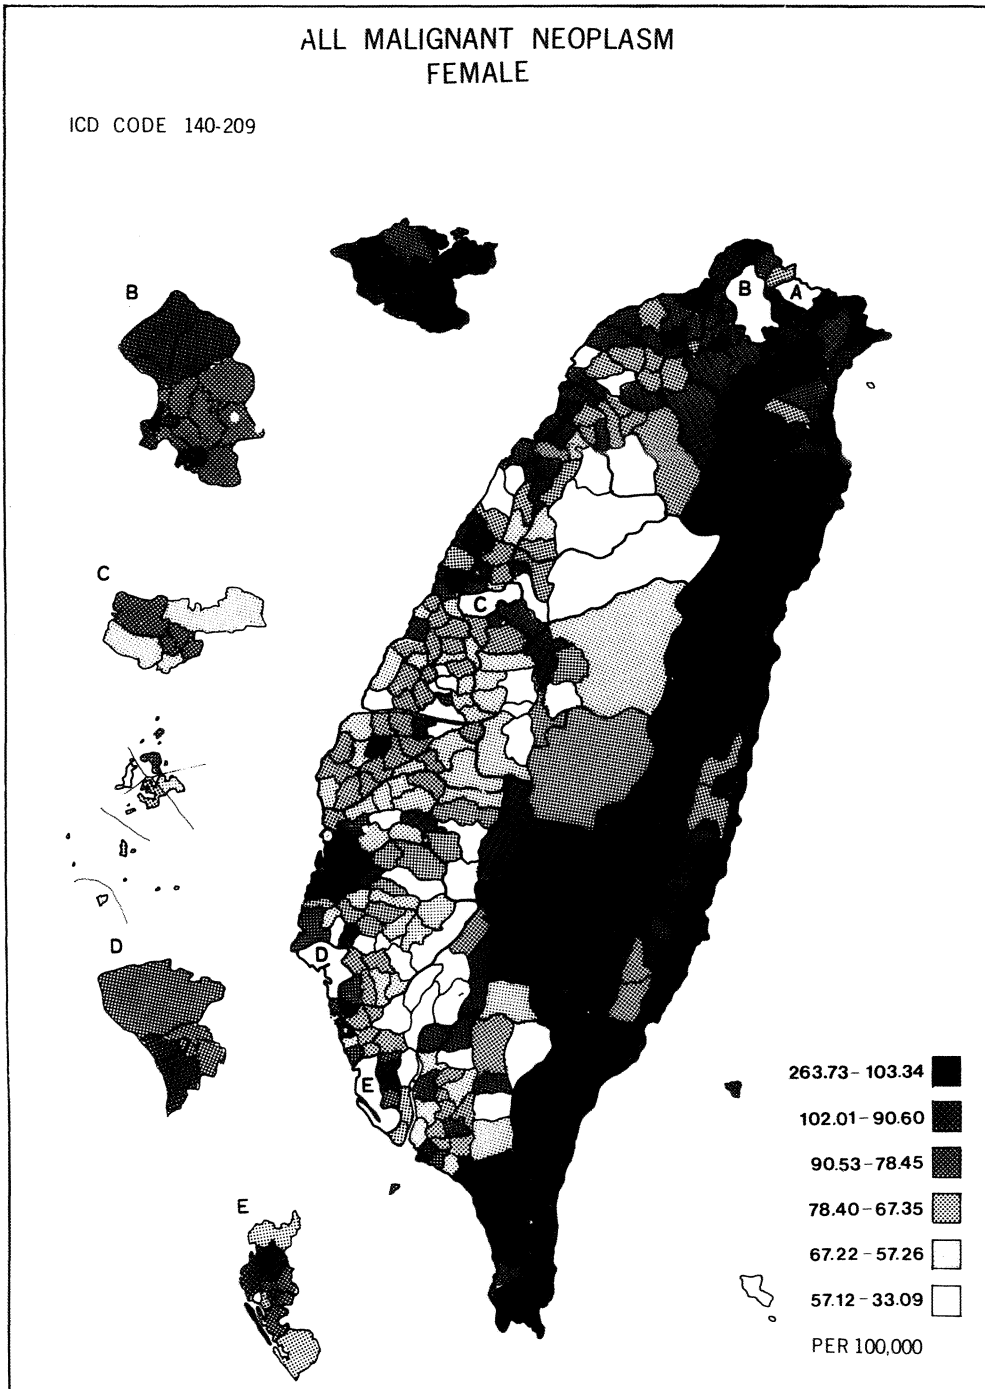 ALL MALIGNANT NEOPLASM
FEMALE
ICD CODE 140-209
B
B
A
C
C
D
D
E
E
263.73-103.34
102.01-90.60
90.53-78.45
78.40-67.35
67.22-57.26
57.12-33.09
PER 100,000